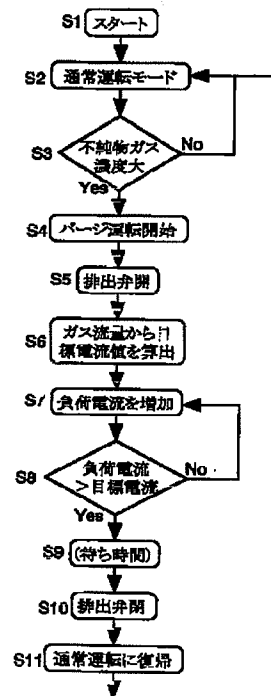 S1 スタート
S2 通常運転モード
S3 不純物ガス
濃度大
No
Yes
S4 パージ運転開始
S5 排出弁開
S6 ガス流量から目
標電流値を算出
S7 負荷電流を増加
S8 負荷電流
>目標電流
No
Yes
S9 (待ち時間)
S10 排出弁閉
S11 通常運転に復帰